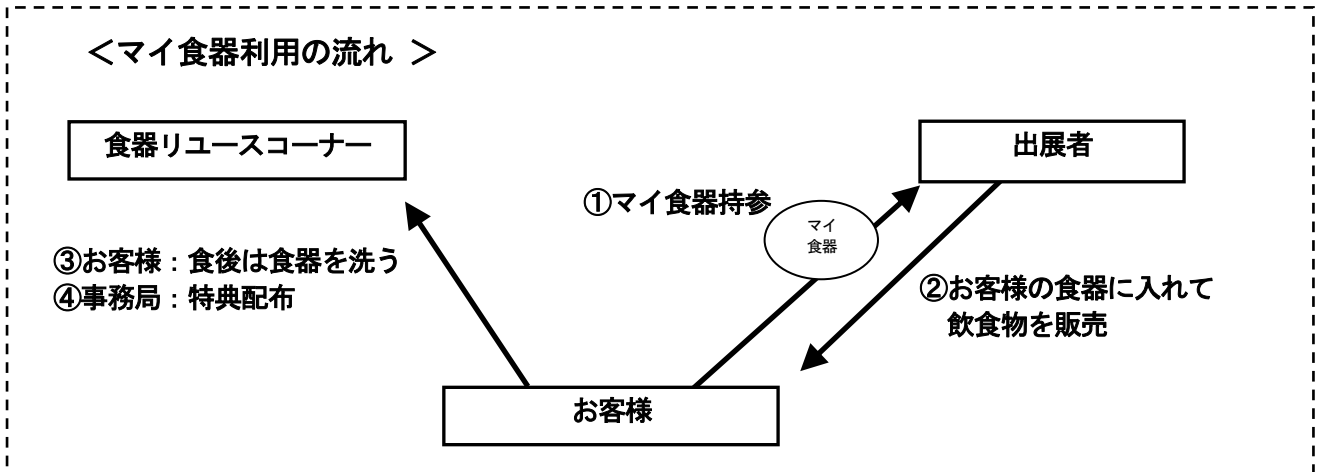 ＜マイ食器利用の流れ ＞
食器リユースコーナー
出展者
①マイ食器持参
マイ
食器
③お客様：食後は食器を洗う
④事務局：特典配布
②お客様の食器に入れて
飲食物を販売
お客様